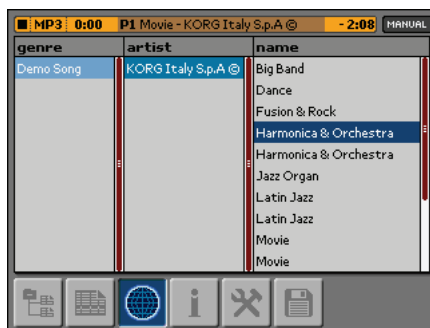 MP3 0:00 P1 Movie - KORG Italy S.p.A © - 2:08 MANUAL
genre artist name
Demo Song KORG Italy S.p.A © Big Band
Dance
Fusion & Rock
Harmonica & Orchestra
Harmonica & Orchestra
Jazz Organ
Latin Jazz
Latin Jazz
Movie
Movie